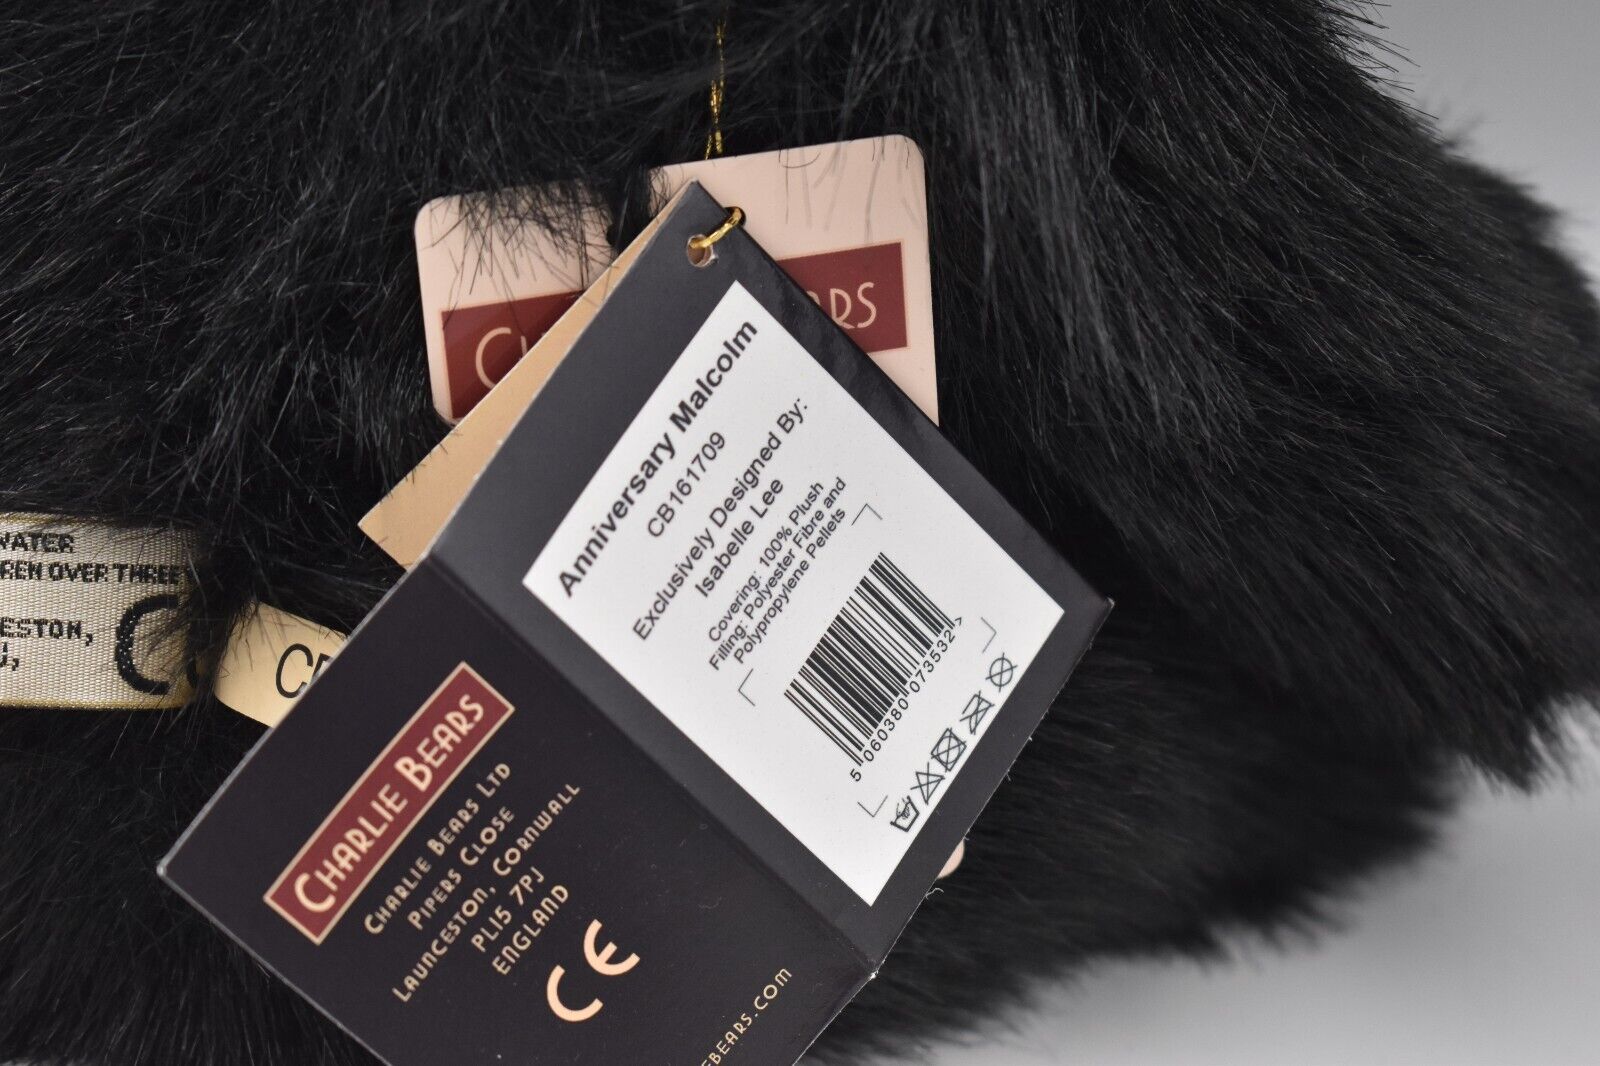 Anniversary Malcolm
CB161709
Exclusively Designed By:
Isabelle Lee
Covering: 100% Plush
Filling: Polyester Fibre and
Polypropylene Pellets
5 060380 073532 >
CHARLIE BEARS
CHARLIE BEARS LTD
PIPERS CLOSE
LAUNCESTON, CORNWALL
PL15 7PJ
ENGLAND
CE
EBEARS.COM
WATER
REN OVER THREE
ESTON,